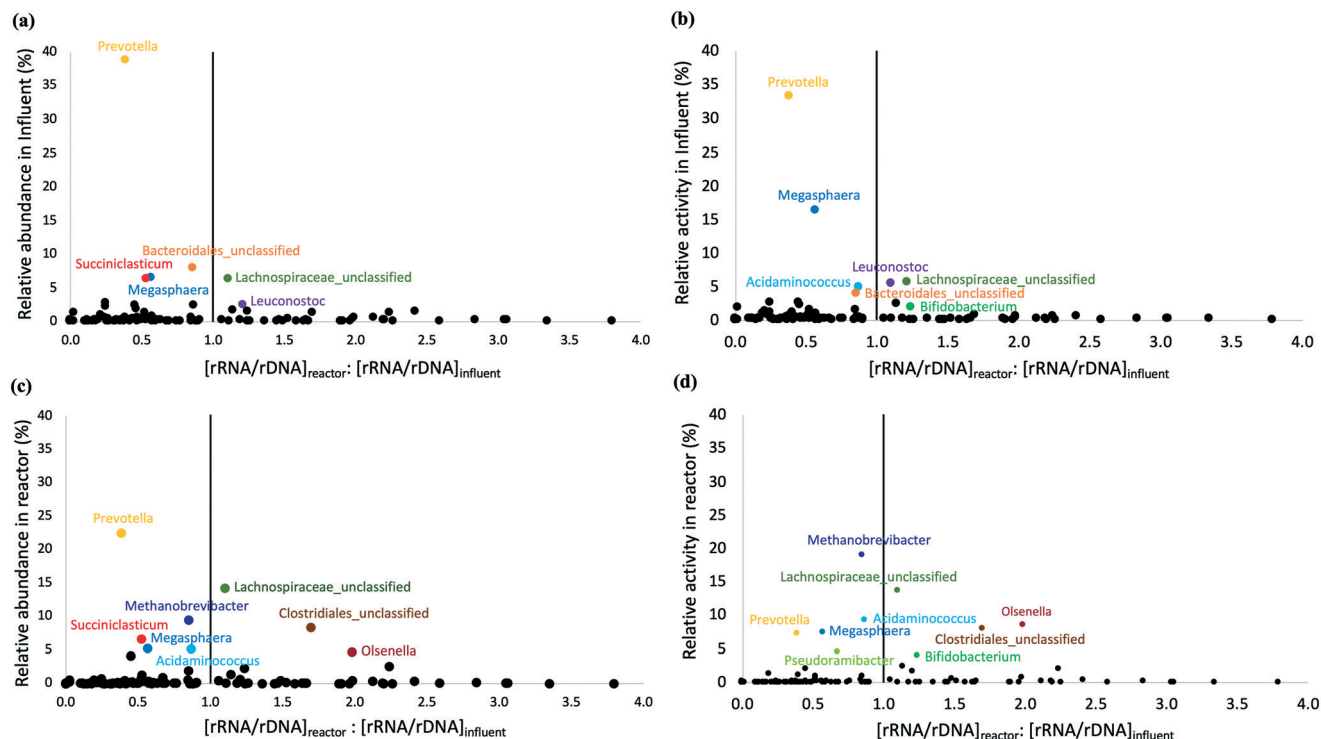 (a)
Relative abundance in Influent (%)
40
35
30
25
20
15
10
5
0
Prevotella
Bacteroidales_unclassified
Succiniclasticum
Megasphaera
Lachnospiraceae_unclassified
Leuconostoc
0.0 0.5 1.0 1.5 2.0 2.5 3.0 3.5 4.0
[rRNA/rDNA]reactor: [rRNA/rDNA]influent
(b)
Relative activity in Influent (%)
40
35
30
25
20
15
10
5
0
Prevotella
Megasphaera
Leuconostoc
Lachnospiraceae_unclassified
Acidaminococcus
Bacteroidales_unclassified
Bifidobacterium
0.0 0.5 1.0 1.5 2.0 2.5 3.0 3.5 4.0
[rRNA/rDNA]reactor: [rRNA/rDNA]influent
(c)
Relative abundance in reactor (%)
40
35
30
25
20
15
10
5
0
Prevotella
Lachnospiraceae_unclassified
Methanobrevibacter
Clostridiales_unclassified
Succiniclasticum
Megasphaera
Acidaminococcus
Olsenella
0.0 0.5 1.0 1.5 2.0 2.5 3.0 3.5 4.0
[rRNA/rDNA]reactor : [rRNA/rDNA]influent
(d)
Relative activity in reactor (%)
40
35
30
25
20
15
10
5
0
Methanobrevibacter
Lachnospiraceae_unclassified
Prevotella
Acidaminococcus
Olsenella
Megasphaera
Clostridiales_unclassified
Pseudoramibacter
Bifidobacterium
0.0 0.5 1.0 1.5 2.0 2.5 3.0 3.5 4.0
[rRNA/rDNA]reactor: [rRNA/rDNA]influent